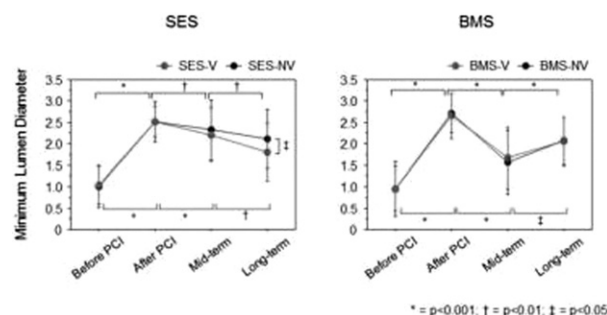 SES
BMS
SES-V SES-NV
BMS-V BMS-NV
Minimum Lumen Diameter
3.5
3.0
2.5
2.0
1.5
1.0
0.5
0
* † †
‡
* * †
Before PCI
After PCI
Mid-term
Long-term
3.5
3.0
2.5
2.0
1.5
1.0
0.5
0
* * *
* * ‡
Before PCI
After PCI
Mid-term
Long-term
* = p<0.001; † = p<0.01; ‡ = p<0.05